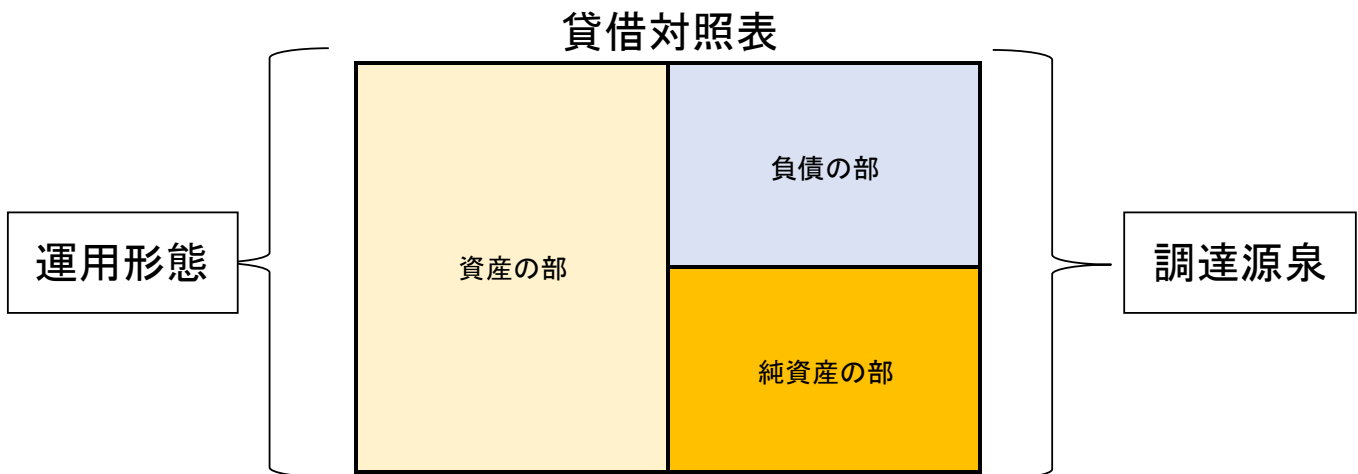 貸借対照表
運用形態
資産の部
負債の部
純資産の部
調達源泉